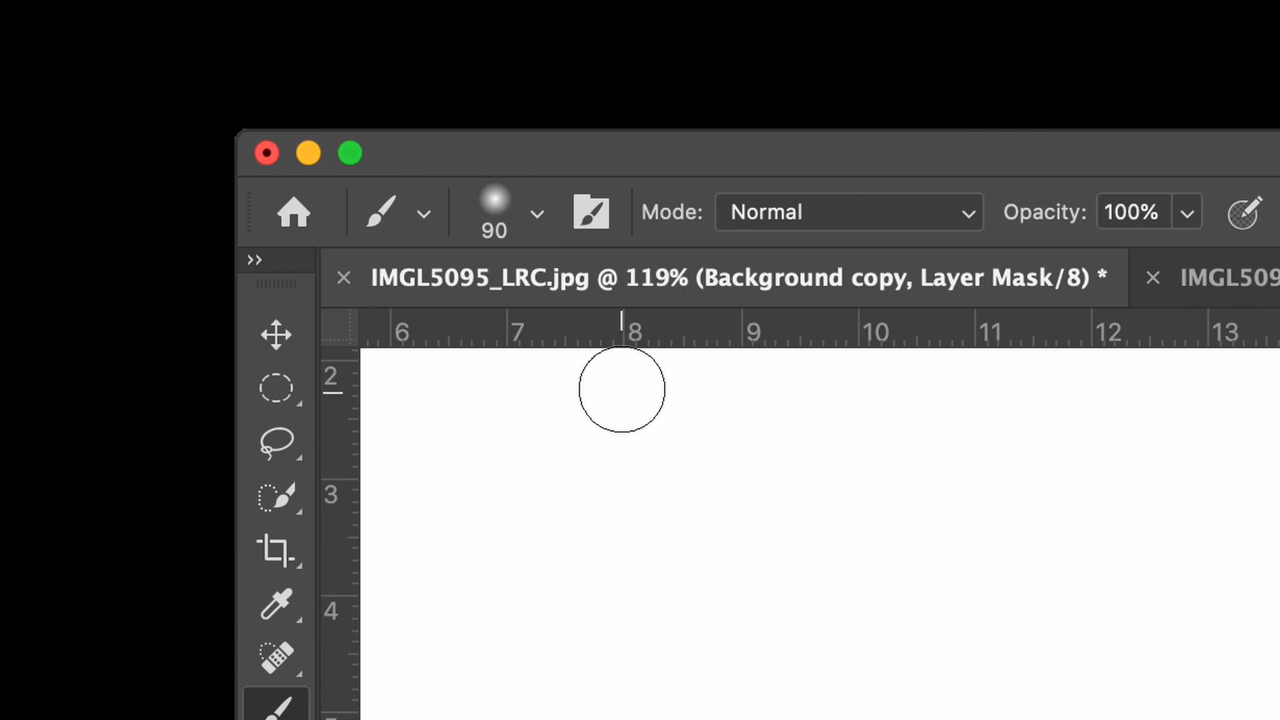 90
Mode: Normal Opacity: 100%
IMGL5095_LRC.jpg @ 119% (Background copy, Layer Mask/8) *
6 7 8 9 10 11 12 13
2
3
4